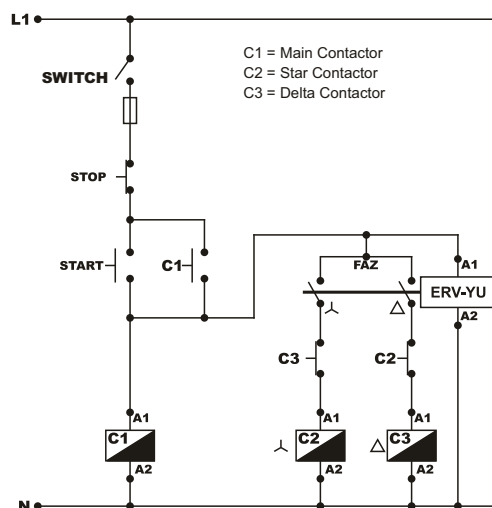 L1
C1 = Main Contactor
C2 = Star Contactor
C3 = Delta Contactor
SWITCH
STOP
START
C1
FAZ
A1
ERV-YU
A2
C3
C2
A1
A1
A1
C1
C2
C3
A2
A2
A2
N